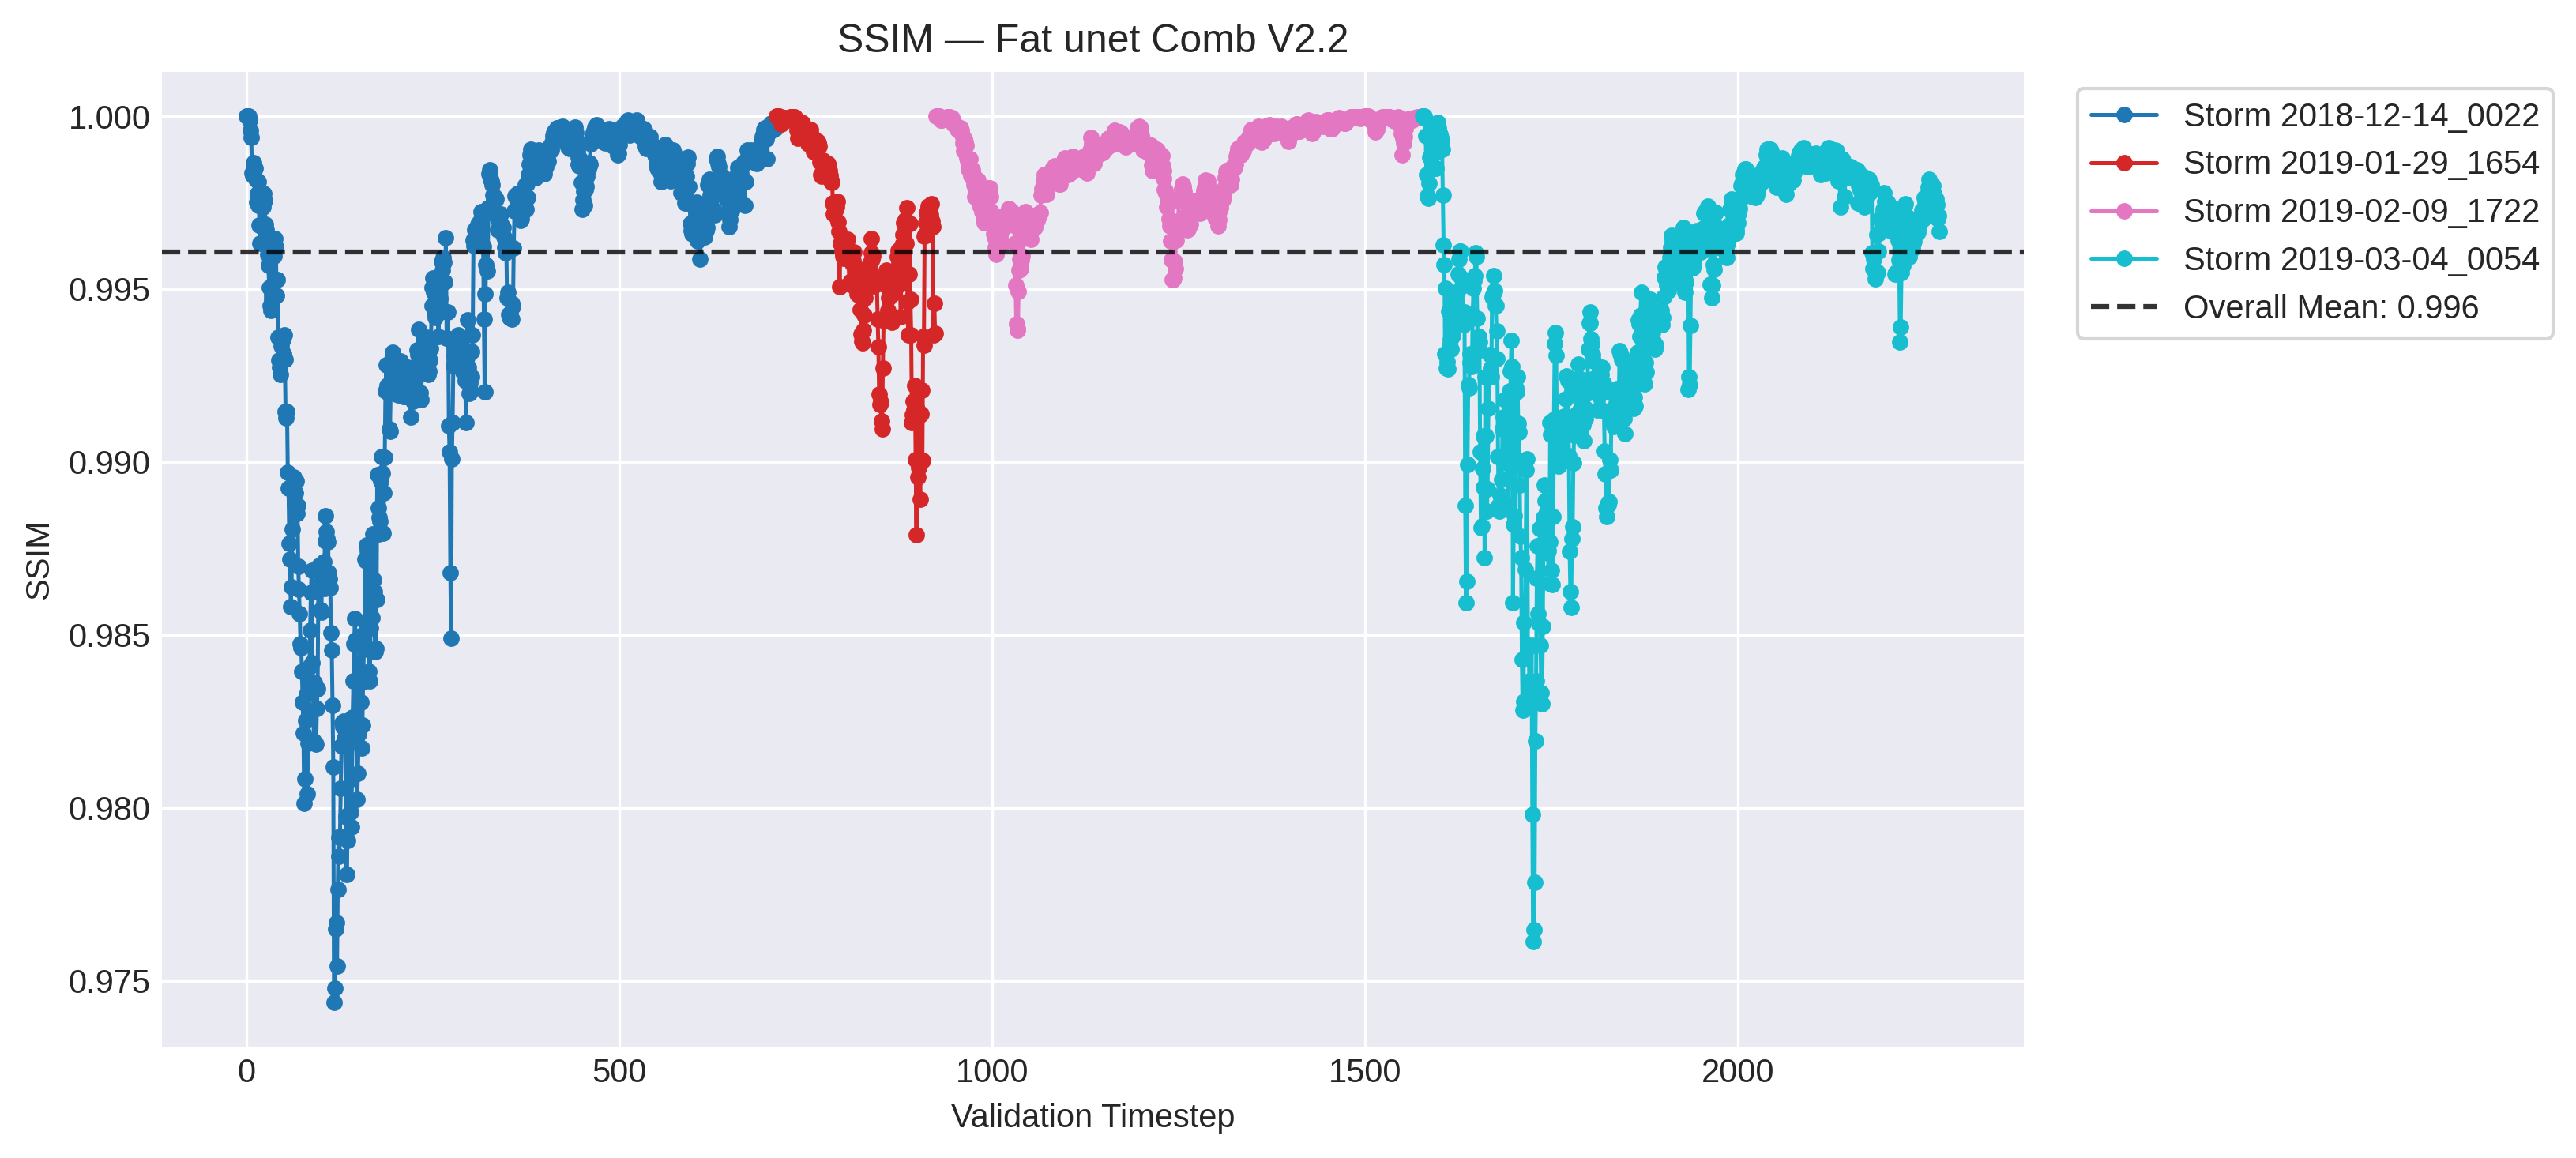 SSIM — Fat unet Comb V2.2
1.000
0.995
0.990
0.985
0.980
0.975
SSIM
0
500
1000
1500
2000
Validation Timestep
Storm 2018-12-14_0022
Storm 2019-01-29_1654
Storm 2019-02-09_1722
Storm 2019-03-04_0054
Overall Mean: 0.996